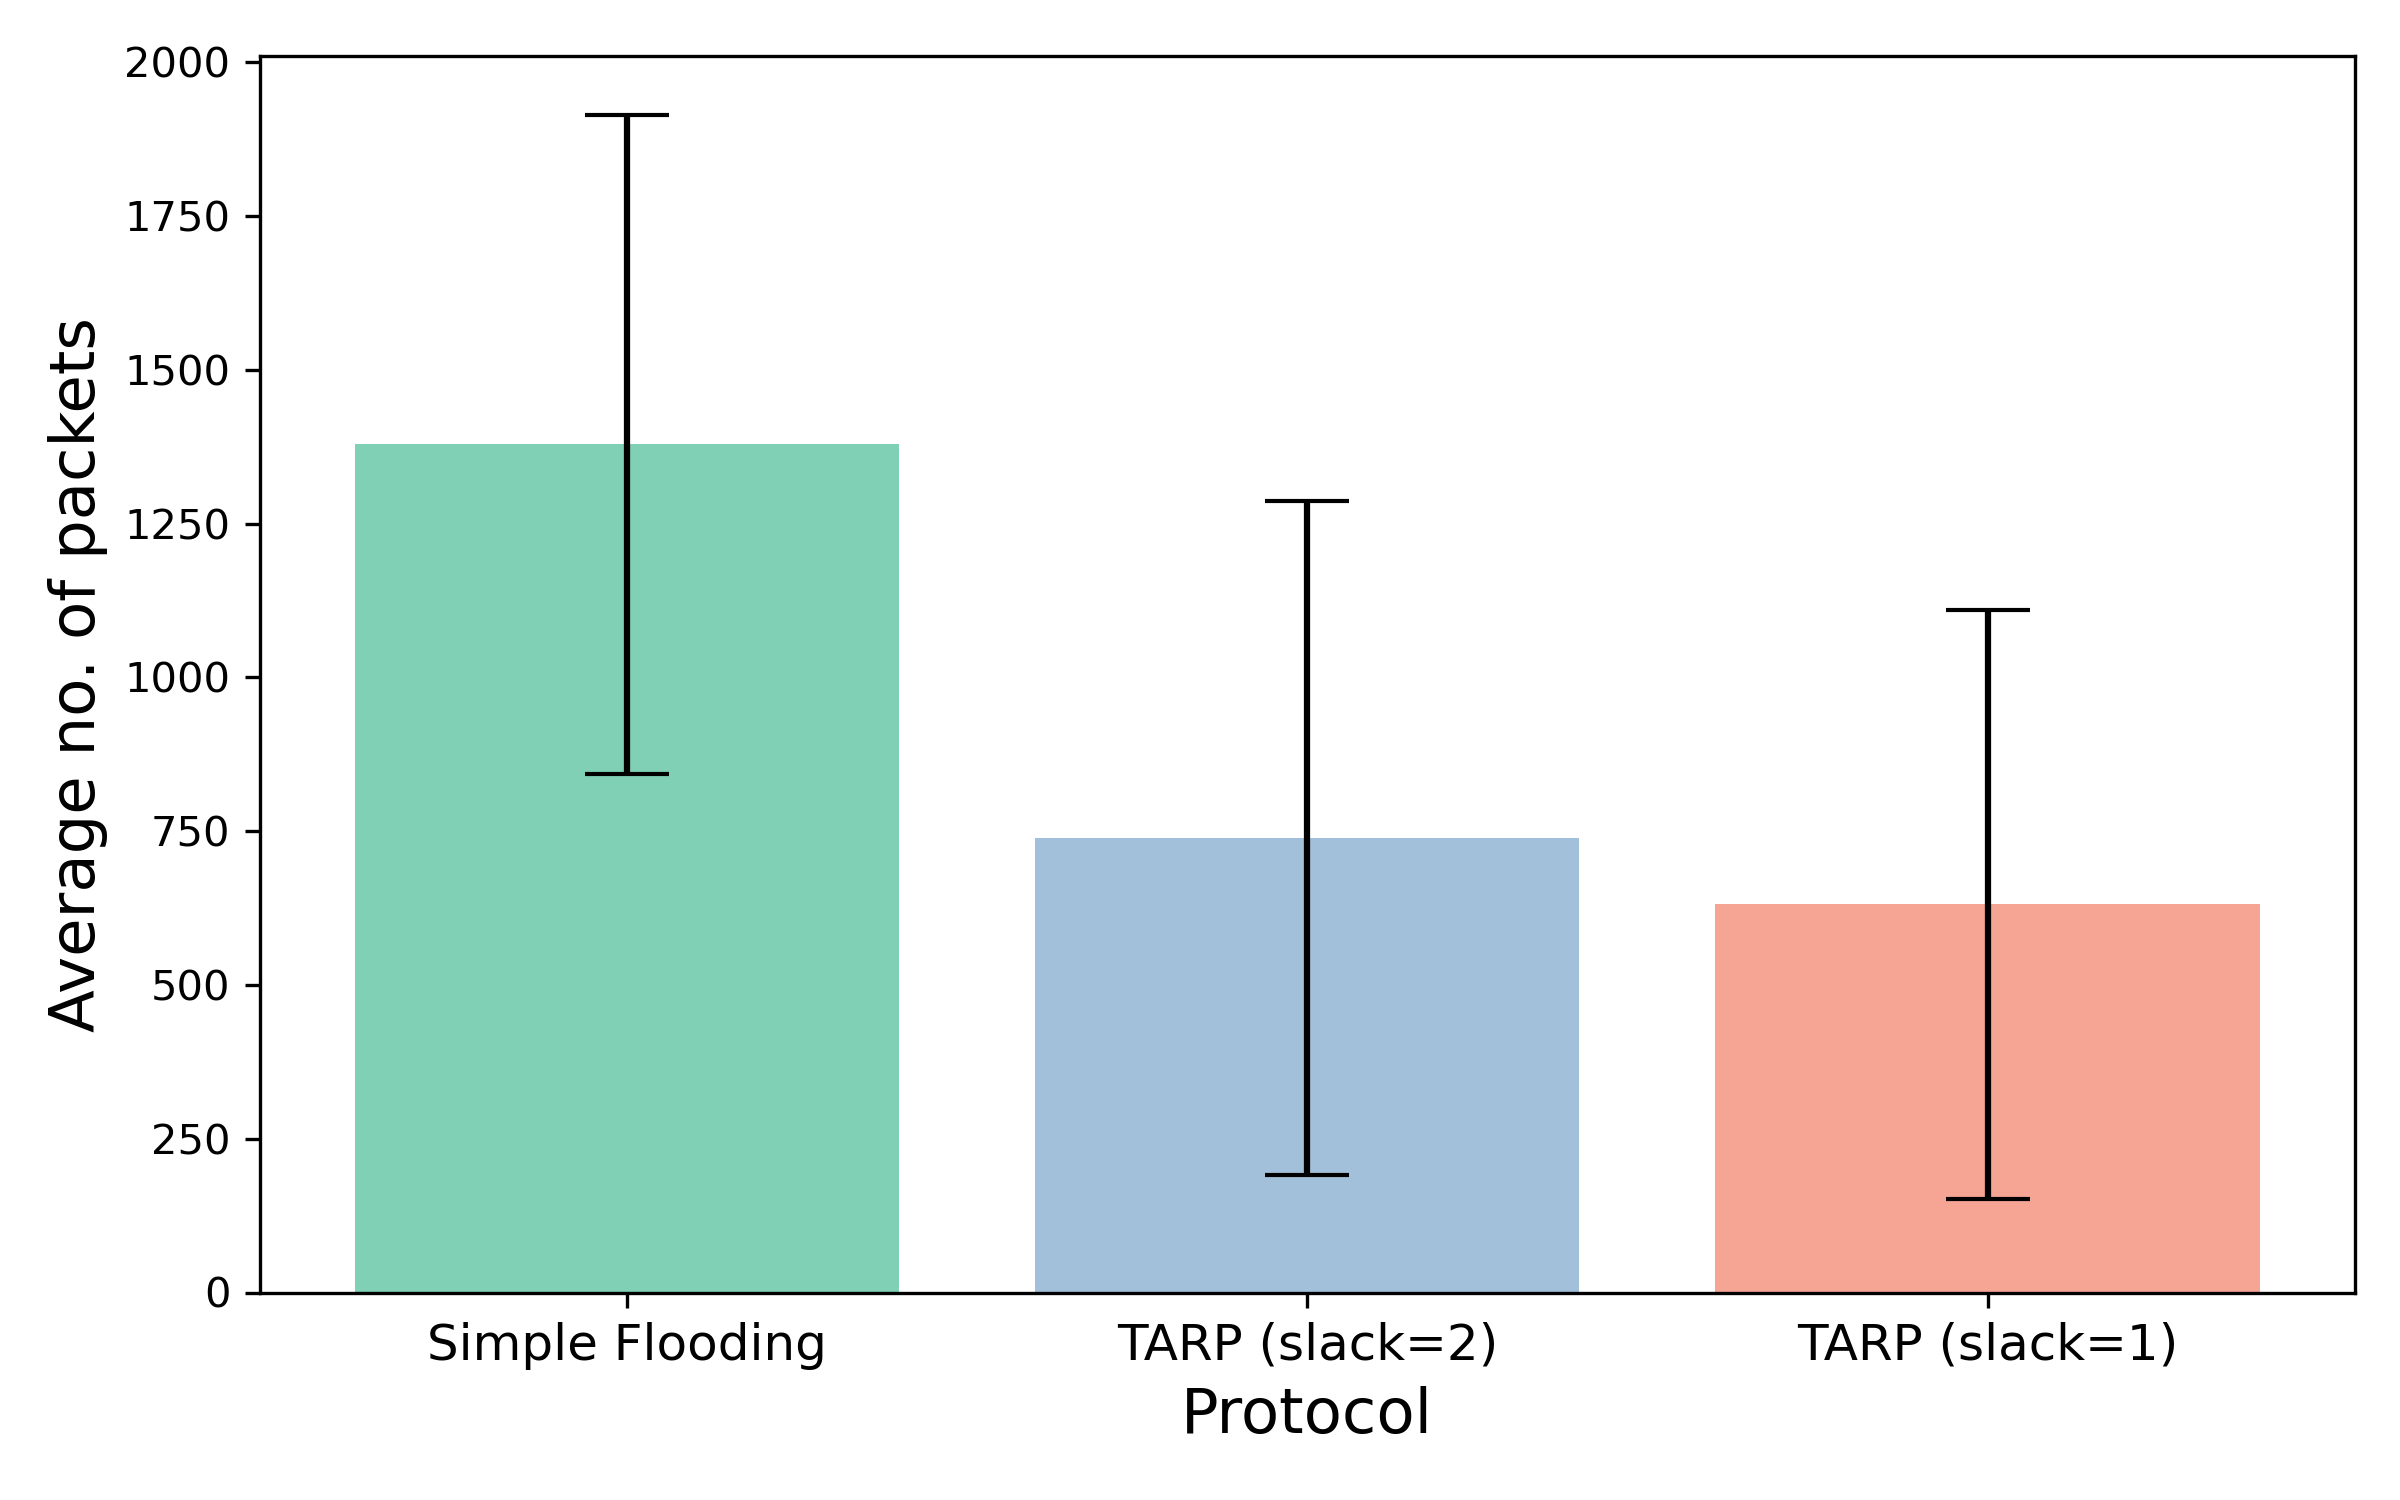 2000
1750
1500
1250
1000
750
500
250
0
Average no. of packets
Simple Flooding
TARP (slack=2)
TARP (slack=1)
Protocol